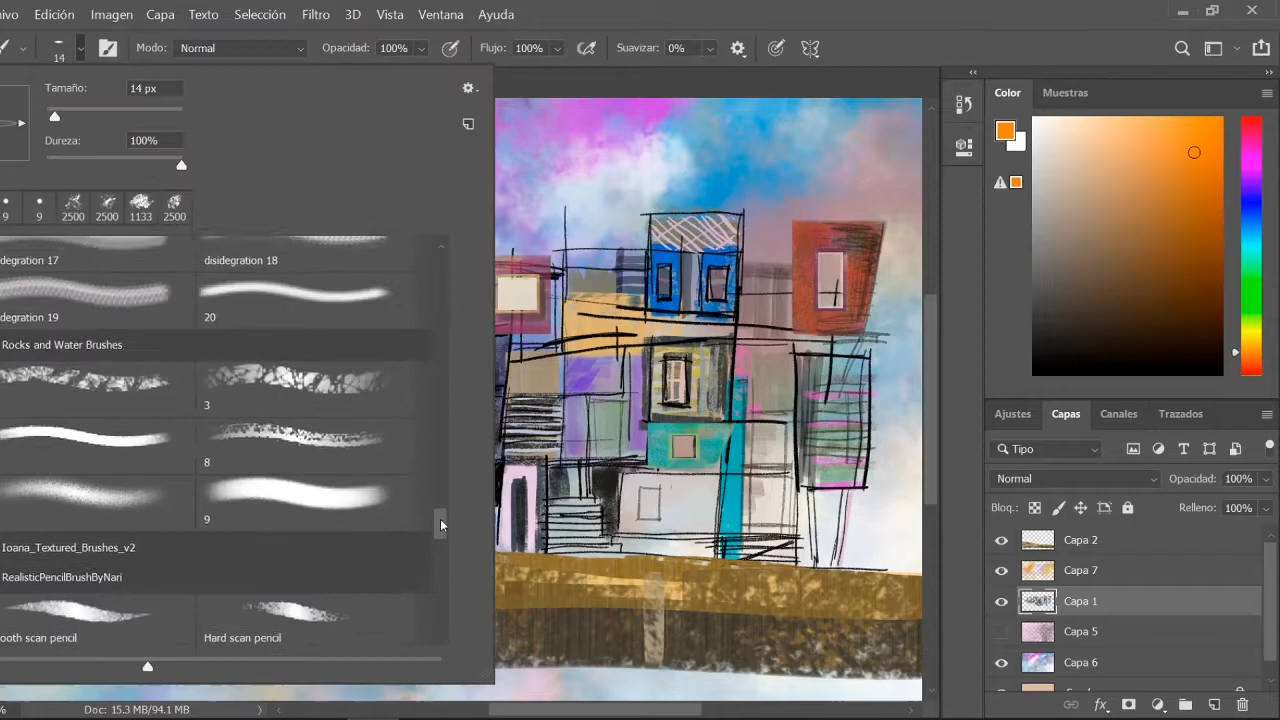 ivo Edición Imagen Capa Texto Selección Filtro 3D Vista Ventana Ayuda
14 Modo: Normal Opacidad: 100% Flujo: 100% Suavizar: 0%
Tamaño: 14 px
Dureza: 100%
9 9 2500 2500 1133 2500
degration 17 disidegration 18
degration 19 20
Rocks and Water Brushes
3
8
9
Ioana_Textured_Brushes_v2
RealisticPencilBrushByNari
ooth scan pencil Hard scan pencil
Color Muestras
Ajustes Capas Canales Trazados
Tipo
Normal Opacidad: 100%
Bloq.: Relleno: 100%
Capa 2
Capa 7
Capa 1
Capa 5
Capa 6
% Doc: 15.3 MB/94.1 MB
fx